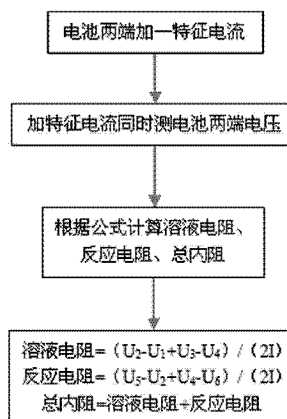 电池两端加一特征电流
加特征电流同时测电池两端电压
根据公式计算溶液电阻、
反应电阻、总内阻
溶液电阻=（U₂-U₁+U₃-U₄）/（2I）
反应电阻=（U₅-U₂+U₄-U₆）/（2I）
总内阻=溶液电阻+反应电阻